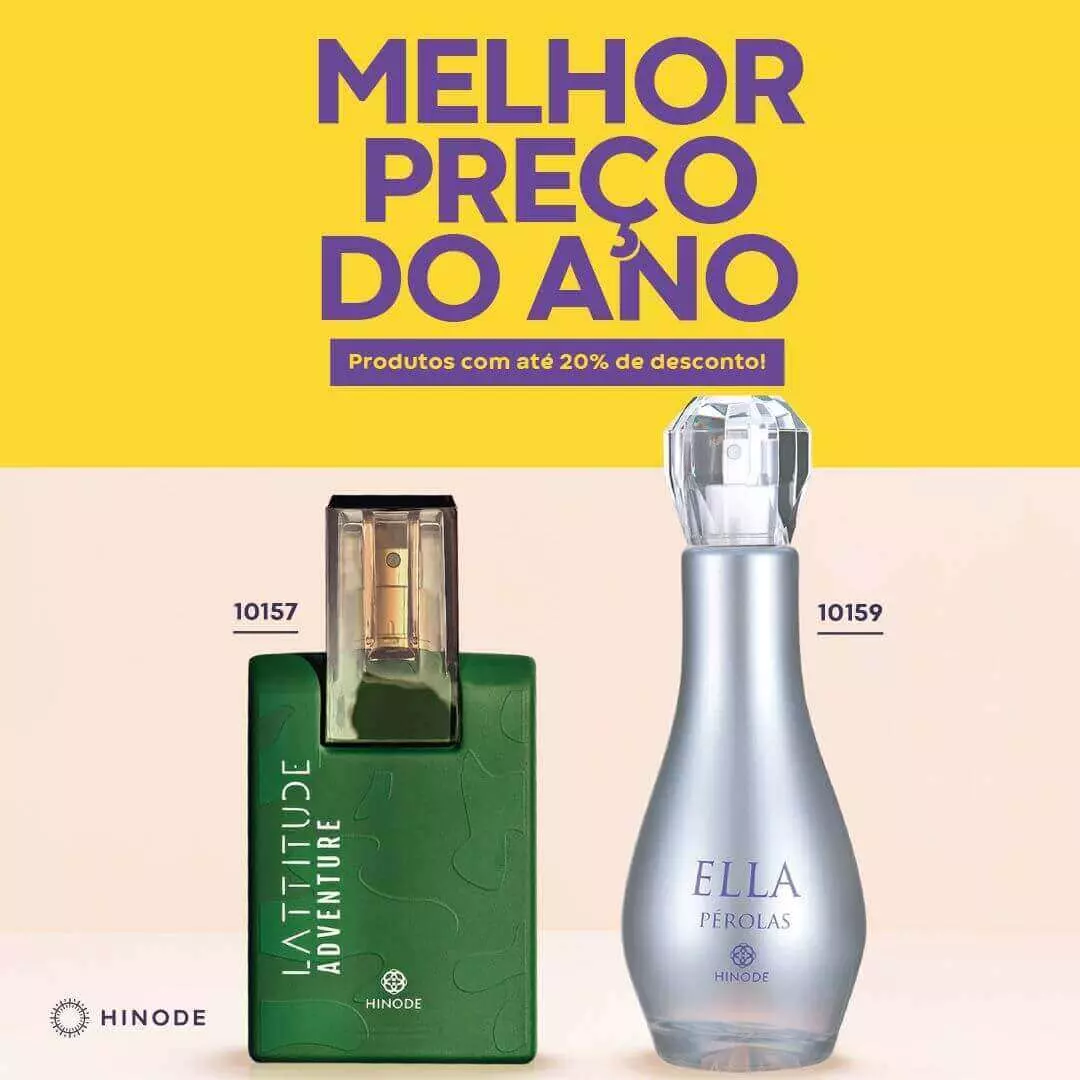 MELHOR
PREÇO
DO ANO
Produtos com até 20% de desconto!
10157
10159
LATTITUDE
ADVENTURE
HINODE
ELLA
PÉROLAS
HINODE
HINODE